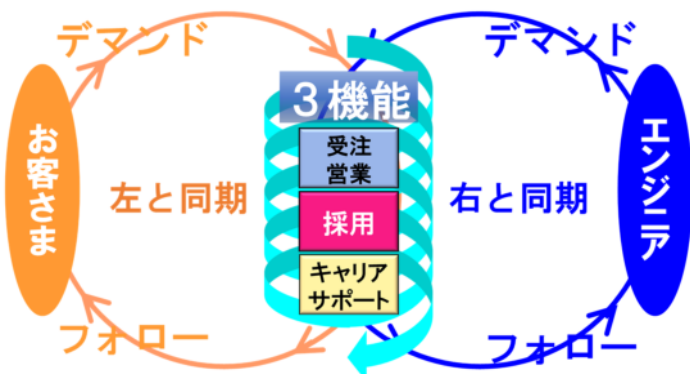 デマンド
デマンド
3機能
お客さま
エンジニア
受注
営業
左と同期
採用
右と同期
キャリア
サポート
フォロー
フォロー